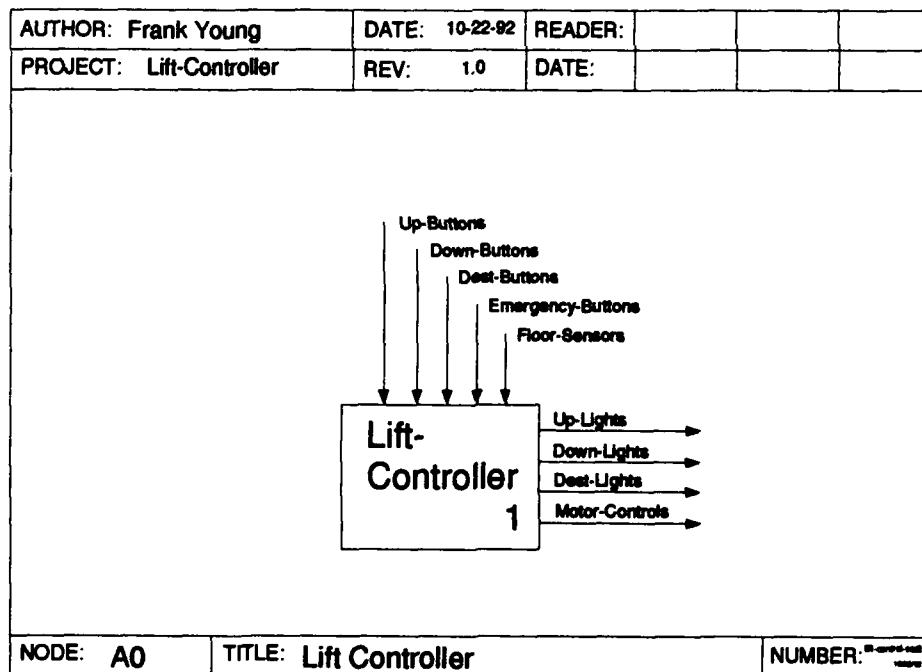 AUTHOR: Frank Young DATE: 10-22-92 READER:
PROJECT: Lift-Controller REV: 1.0 DATE:
Up-Buttons
Down-Buttons
Dest-Buttons
Emergency-Buttons
Floor-Sensors
Lift-
Controller
1
Up-Lights
Down-Lights
Dest-Lights
Motor-Controls
NODE: A0 TITLE: Lift Controller NUMBER: